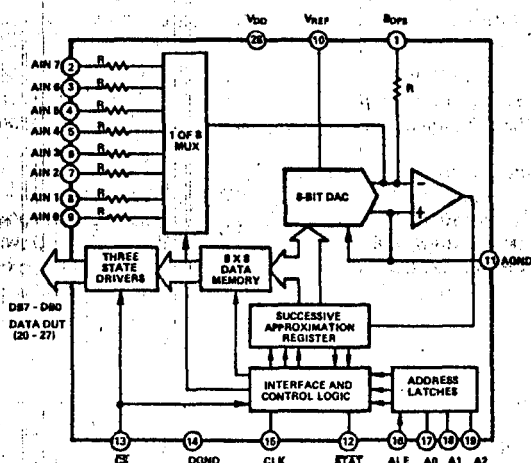 VDD VREF BOFS
28 10 1
AIN 7 2 R
AIN 6 3 R
AIN 5 4 R
AIN 4 5 R
AIN 3 6 R
AIN 2 7 R
AIN 1 8 R
AIN 0 9 R
1 OF 8
MUX
R
8-BIT DAC
-
+
11 AGND
THREE
STATE
DRIVERS
8 X 8
DATA
MEMORY
DB7 - DB0
DATA OUT
(20 - 27)
SUCCESSIVE
APPROXIMATION
REGISTER
INTERFACE AND
CONTROL LOGIC
ADDRESS
LATCHES
13 14 15 12 16 17 18 19
CS DGND CLK STAT ALE A0 A1 A2